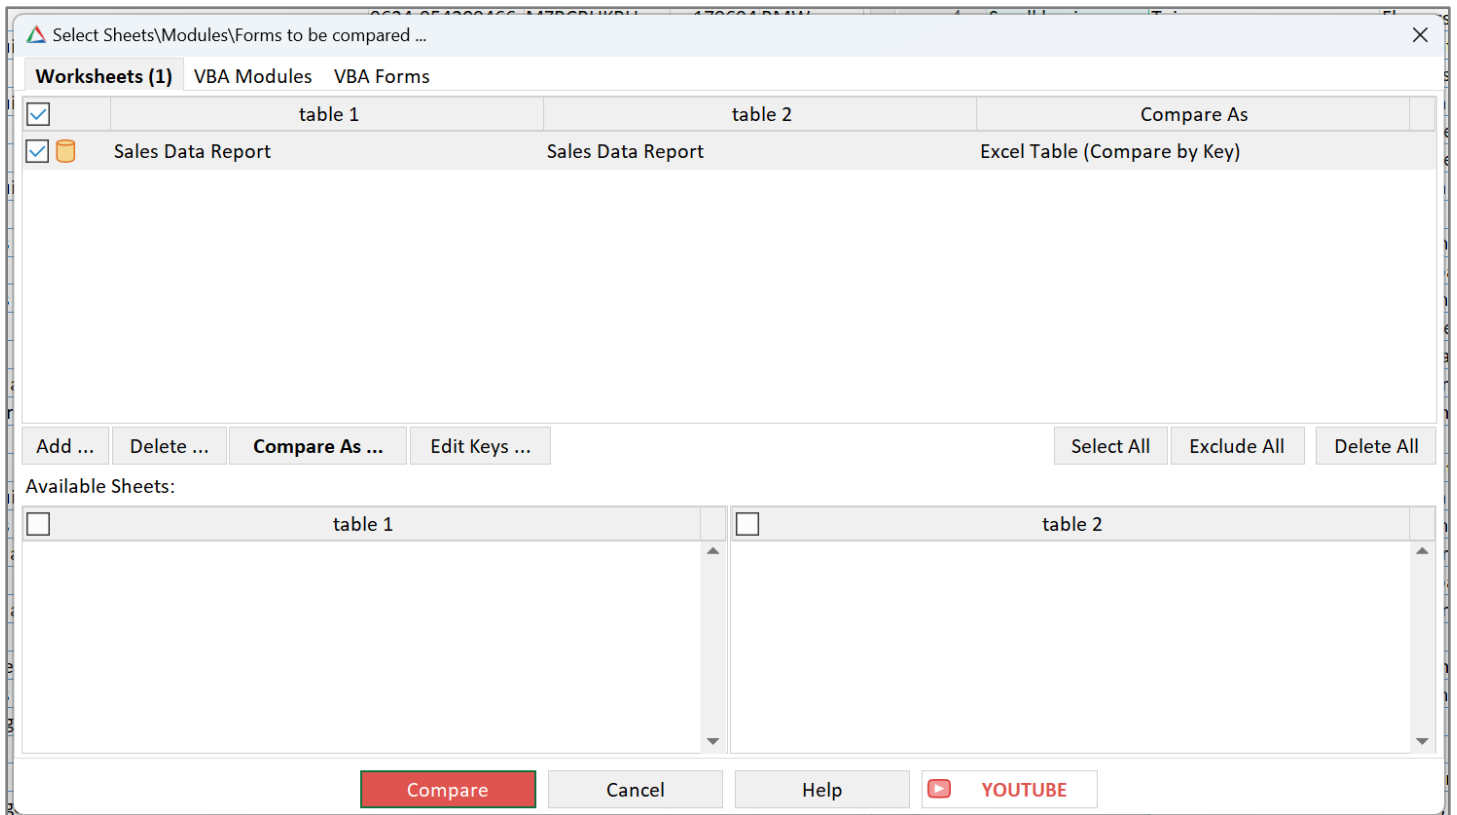 Select Sheets\Modules\Forms to be compared ...
Worksheets (1) VBA Modules VBA Forms
table 1 table 2 Compare As
Sales Data Report Sales Data Report Excel Table (Compare by Key)
Add ... Delete ... Compare As ... Edit Keys ... Select All Exclude All Delete All
Available Sheets:
table 1 table 2
Compare Cancel Help YOUTUBE